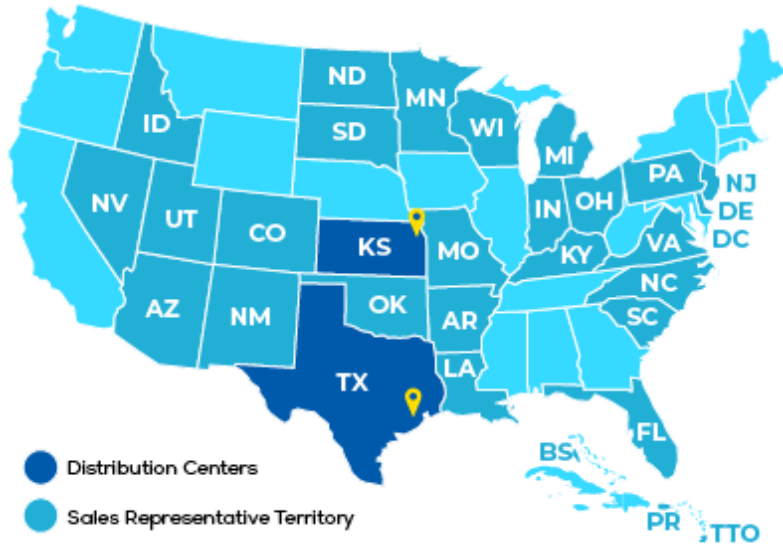 ND
MN
ID
SD
WI
MI
NV
UT
CO
KS
MO
IN
OH
PA
NJ
DE
DC
KY
VA
NC
SC
AZ
NM
OK
AR
TX
LA
FL
BS
PR
TTO
Distribution Centers
Sales Representative Territory